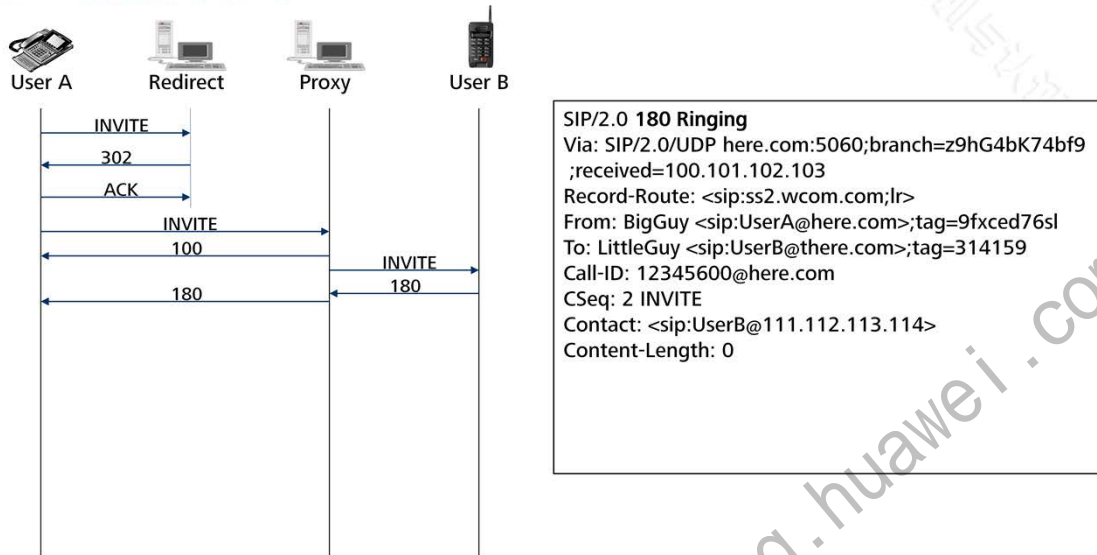 User A
Redirect
Proxy
User B
INVITE
302
ACK
INVITE
100
INVITE
180
180
SIP/2.0 180 Ringing
Via: SIP/2.0/UDP here.com:5060;branch=z9hG4bK74bf9
;received=100.101.102.103
Record-Route: <sip:ss2.wcom.com;lr>
From: BigGuy <sip:UserA@here.com>;tag=9fxced76sl
To: LittleGuy <sip:UserB@there.com>;tag=314159
Call-ID: 12345600@here.com
CSeq: 2 INVITE
Contact: <sip:UserB@111.112.113.114>
Content-Length: 0
g.huawei.co